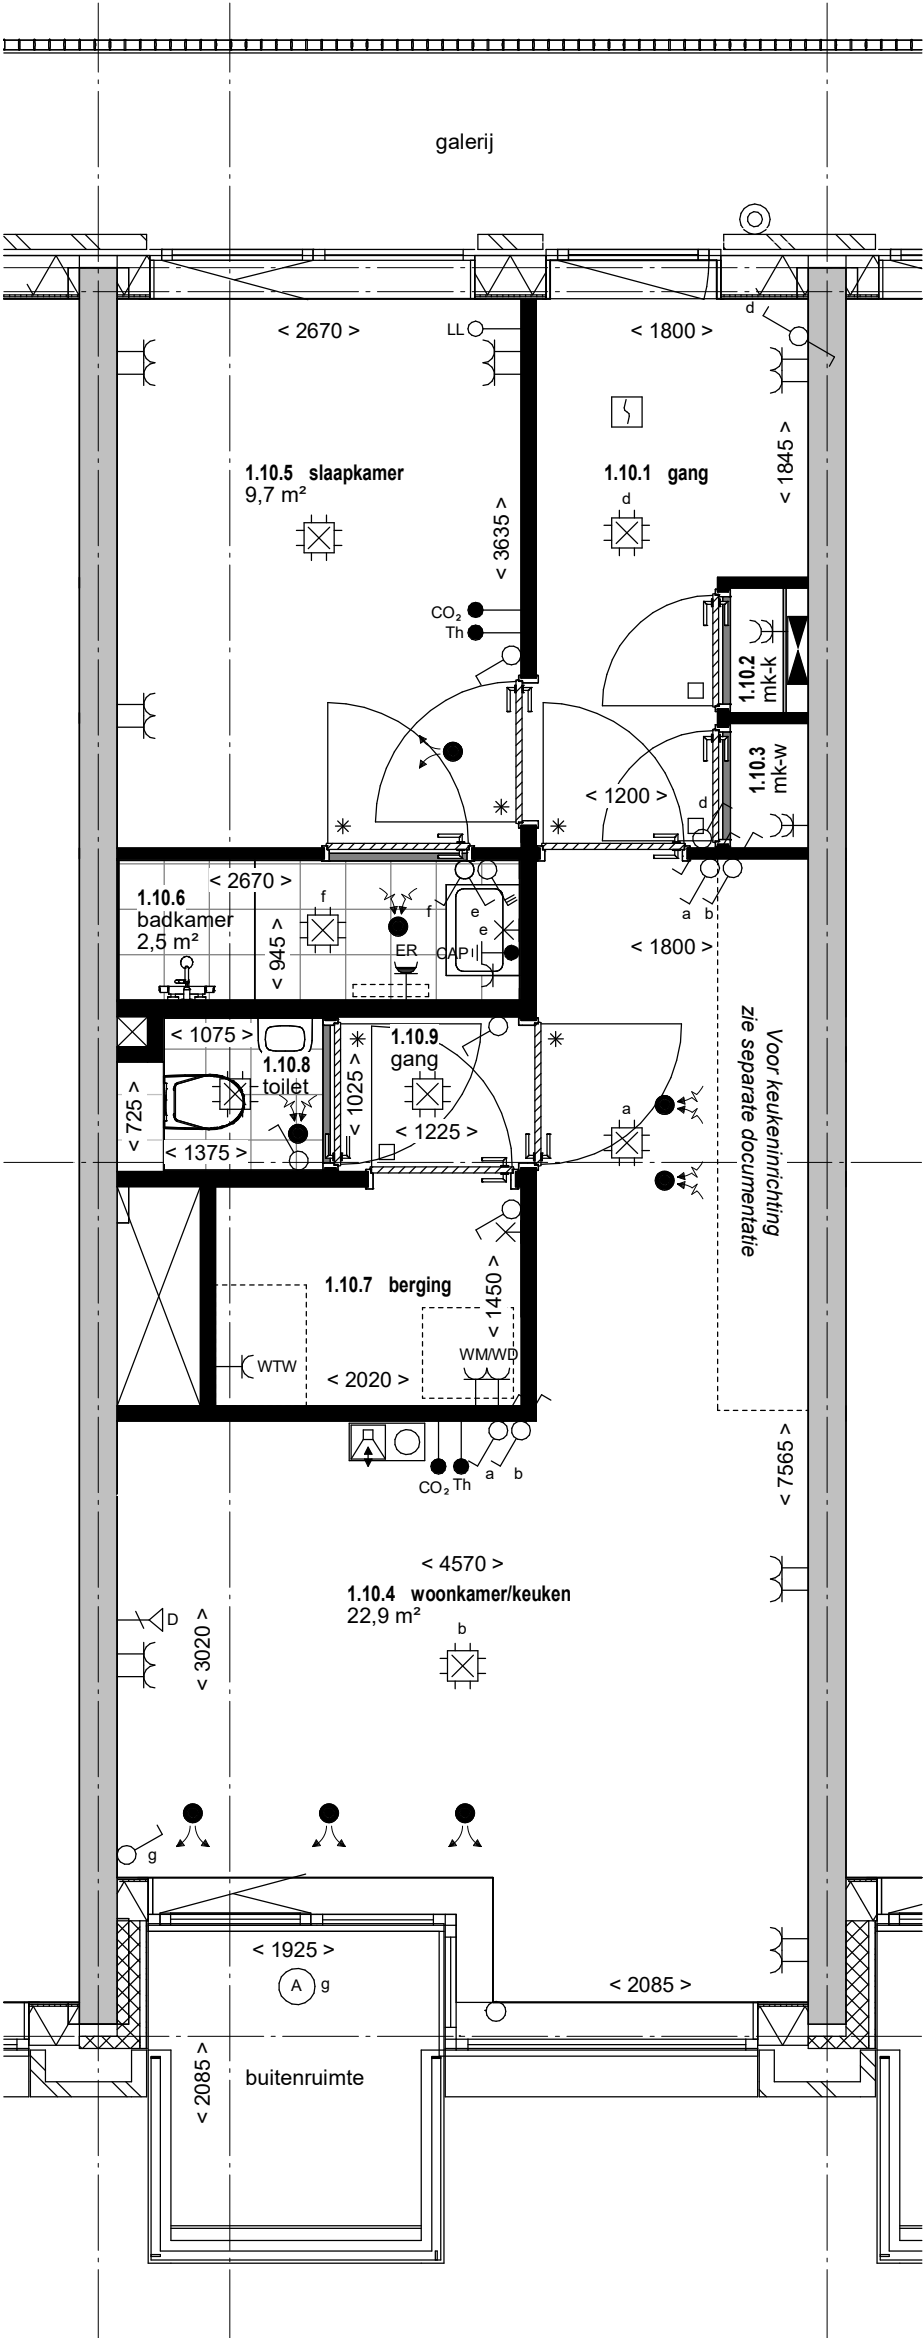 galerij
< 2670 >
LL
< 1800 >
d
< 1845 >
1.10.5 slaapkamer
9,7 m²
1.10.1 gang
d
< 3635 >
CO₂
Th
1.10.2
mk-k
1.10.3
mk-w
< 1200 >
d
< 2670 >
1.10.6
badkamer
2,5 m²
f
f
e
e
< 945 >
ER
CAP
a
b
< 1800 >
< 1075 >
1.10.8
toilet
1.10.9
gang
< 1025 >
< 725 >
< 1225 >
< 1375 >
a
Voor keukeninrichting
zie separate documentatie
1.10.7 berging
< 1450 >
WTW
WM/WD
< 2020 >
CO₂
Th
a
b
< 7565 >
< 4570 >
1.10.4 woonkamer/keuken
22,9 m²
D
< 3020 >
b
g
< 1925 >
A
g
< 2085 >
< 2085 >
buitenruimte